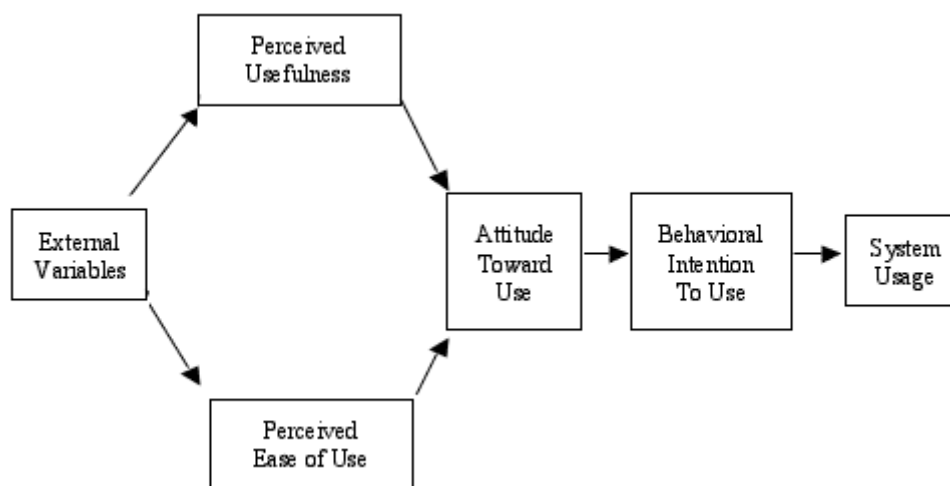 Perceived
Usefulness
External
Variables
Attitude
Toward
Use
Behavioral
Intention
To Use
System
Usage
Perceived
Ease of Use